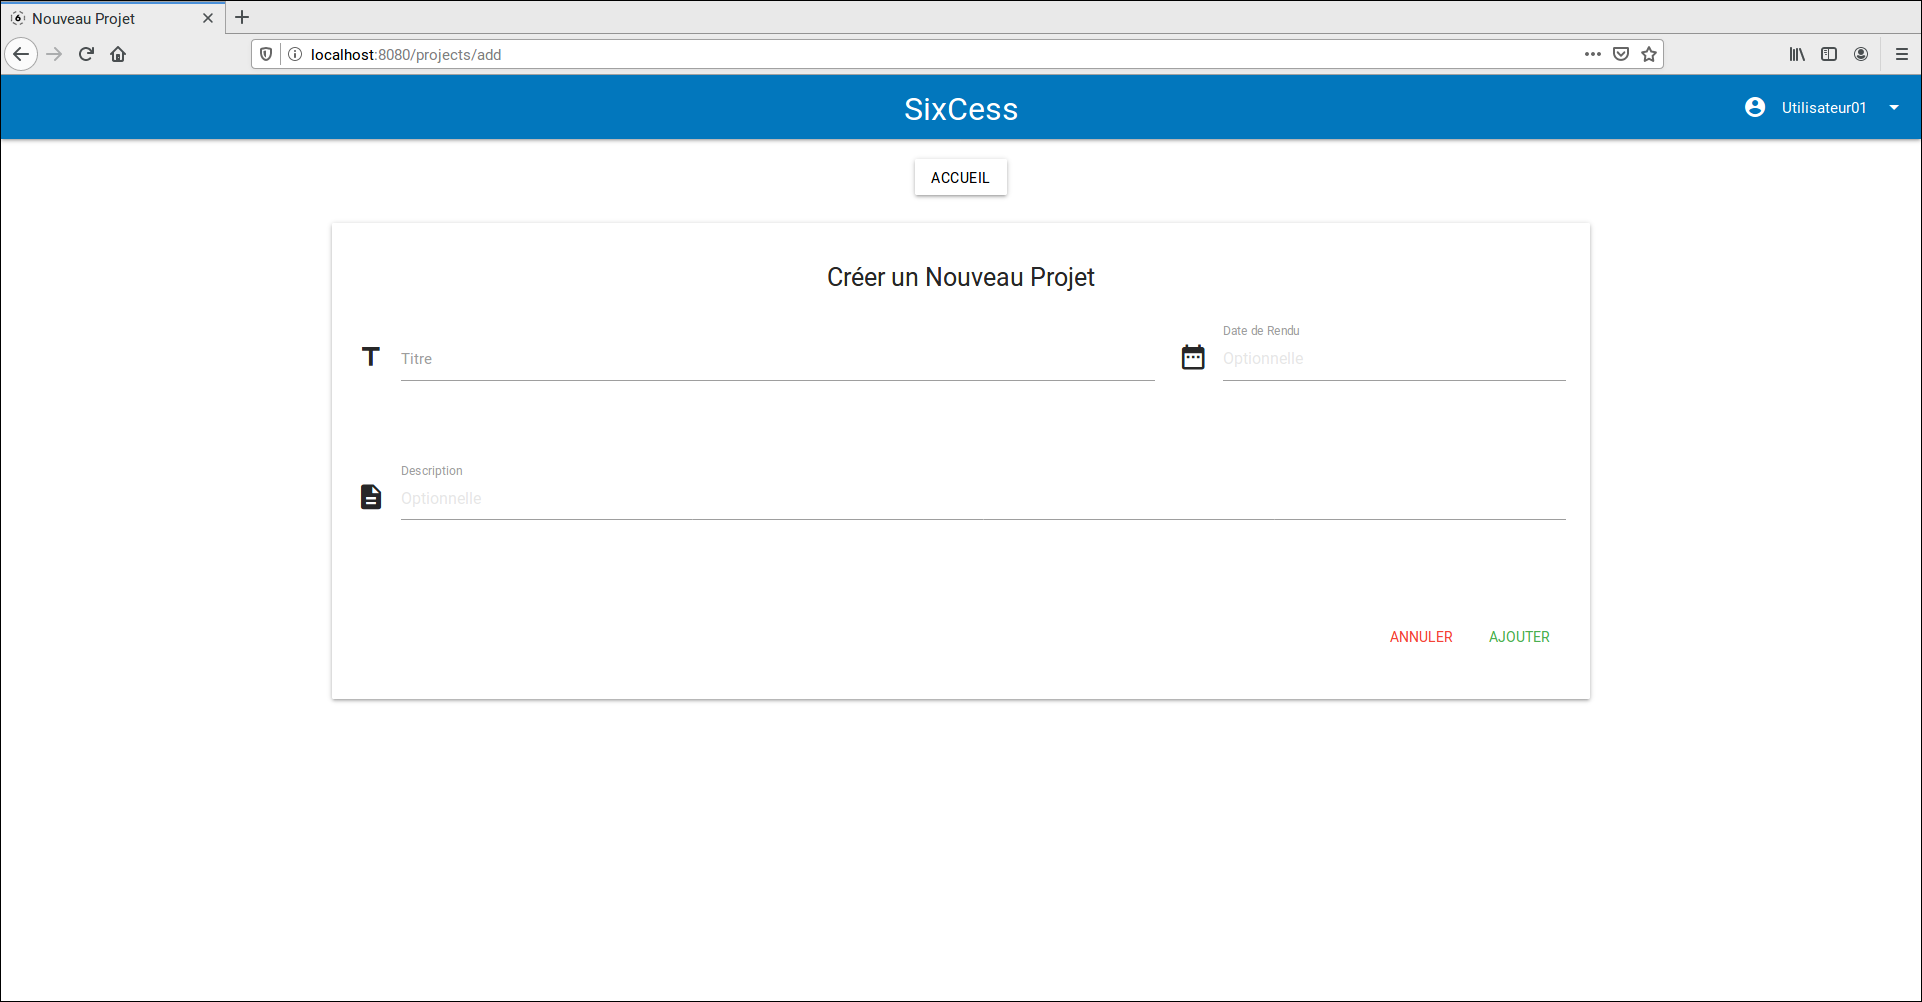 Nouveau Projet
localhost:8080/projects/add
SixCess
Utilisateur01
ACCUEIL
Créer un Nouveau Projet
Titre
Date de Rendu
Optionnelle
Description
Optionnelle
ANNULER
AJOUTER